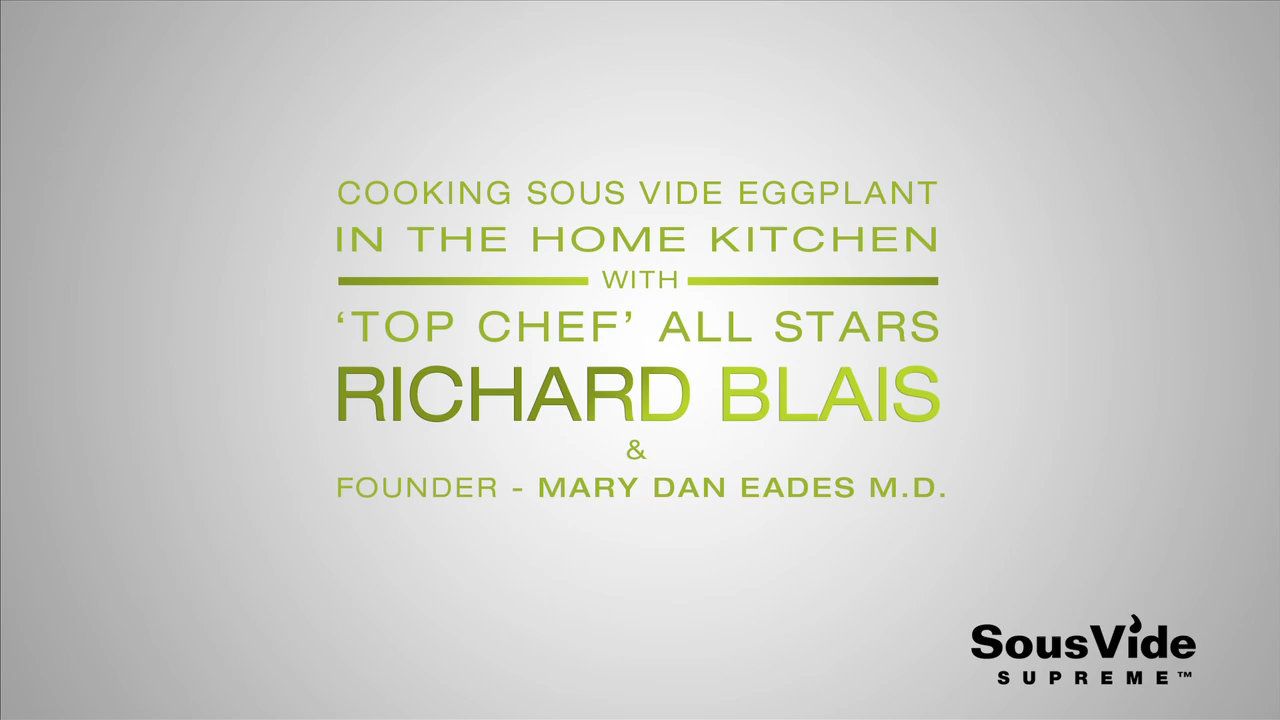 COOKING SOUS VIDE EGGPLANT
IN THE HOME KITCHEN
WITH
‘TOP CHEF’ ALL STARS
RICHARD BLAIS
&
FOUNDER - MARY DAN EADES M.D.
SousVide
SUPREME™